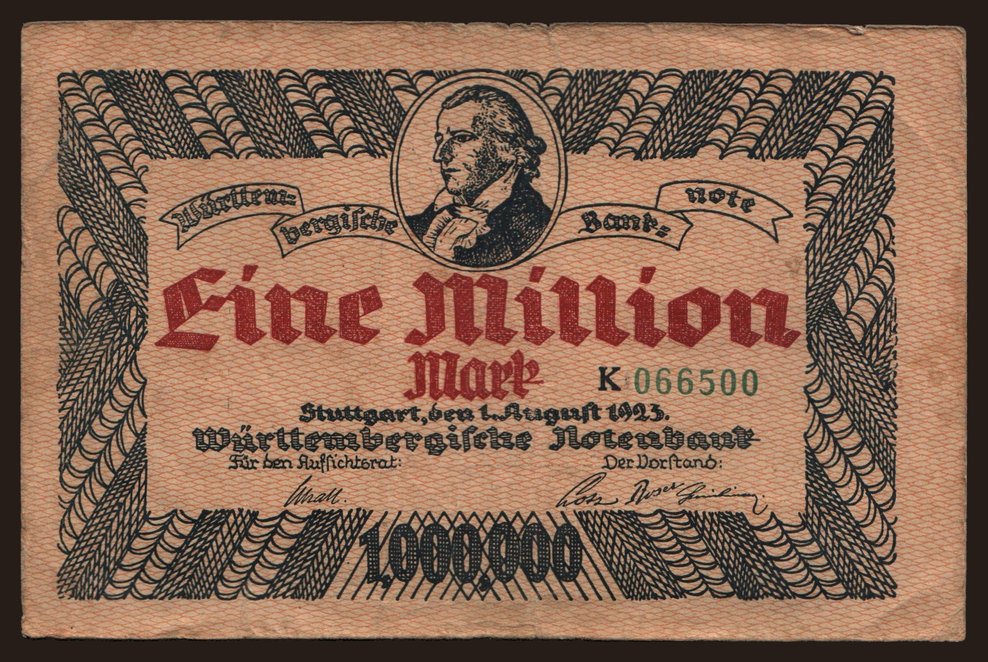 Württem-
bergische
Bank-
note
Eine Million
Mark
K 066500
Stuttgart, den 1. August 1923.
Württembergische Notenbank
Für den Aufsichtsrat:
Der Vorstand:
1,000,000